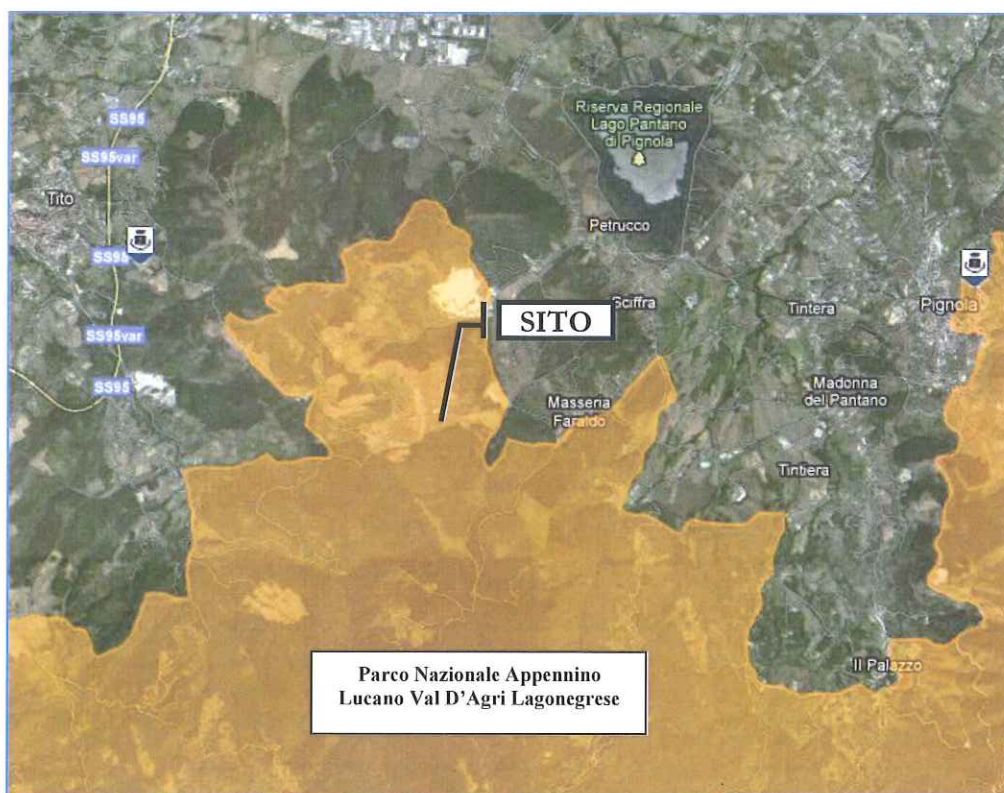 SS95
SS95var
Tito
SS95
SS95var
SS95
Riserva Regionale
Lago Pantano
di Pignola
Petrucco
Sciffra
SITO
Tintera
Pignola
Masseria
Faraldo
Madonna
del Pantano
Tintiera
Il Palazzo
Parco Nazionale Appennino
Lucano Val D'Agri Lagonegrese